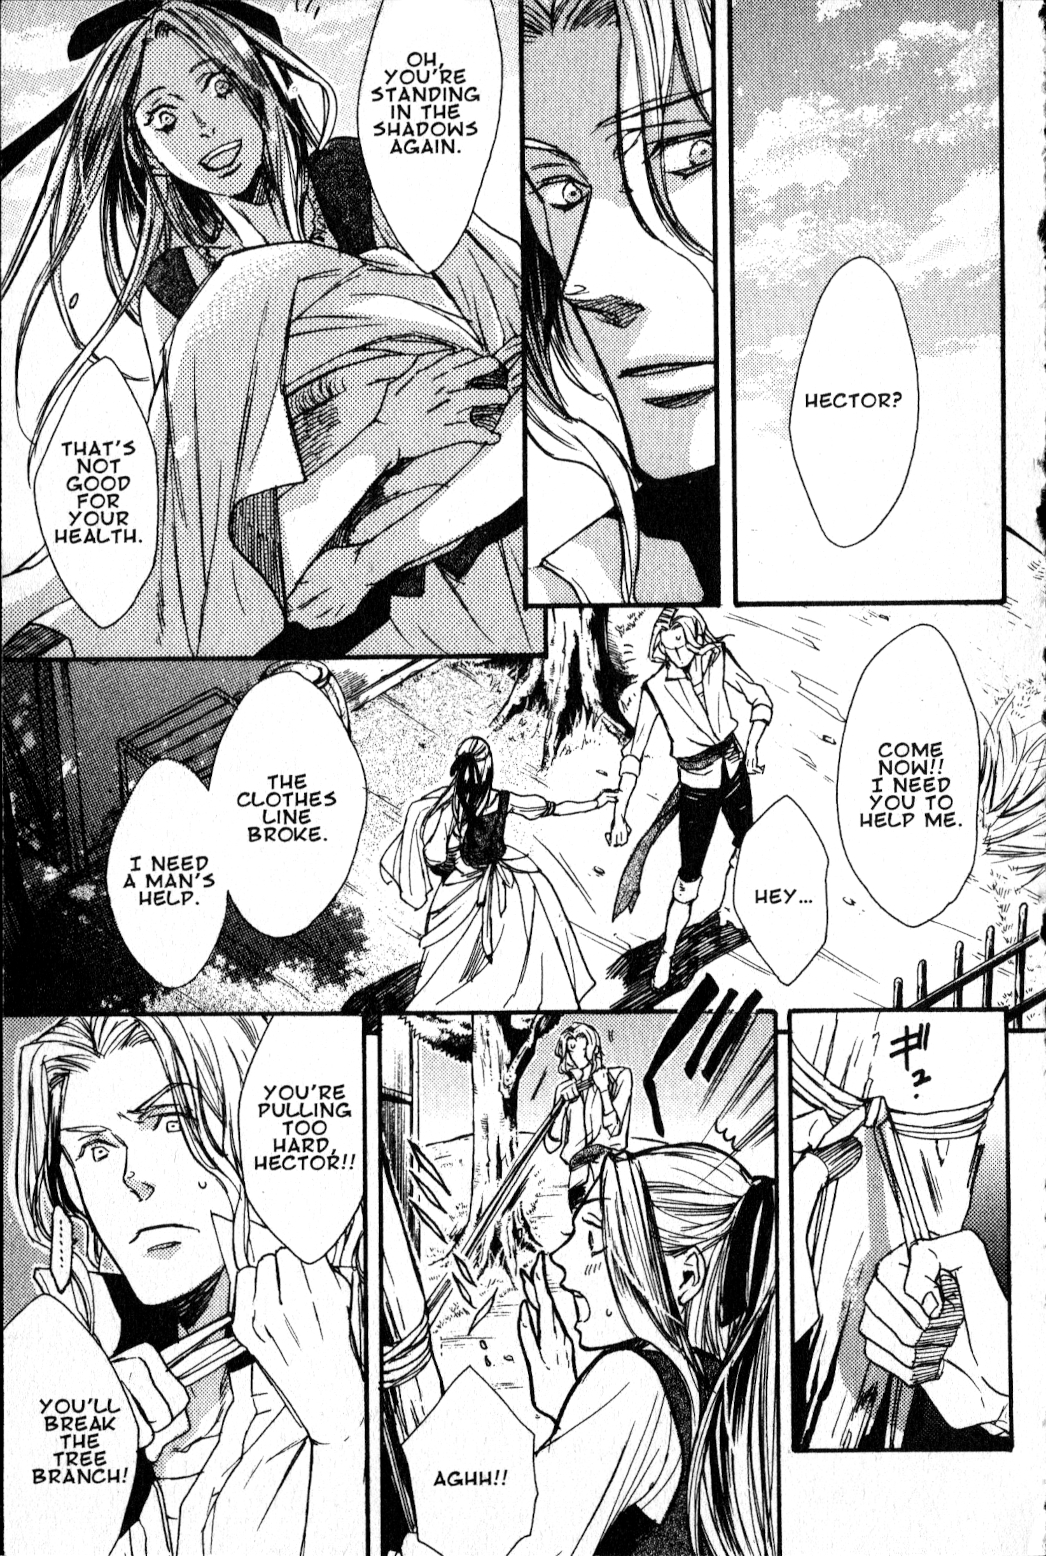 HECTOR?
OH,
YOU'RE
STANDING
IN THE
SHADOWS
AGAIN.
THAT'S
NOT
GOOD
FOR
YOUR
HEALTH.
COME
NOW!!
I NEED
YOU TO
HELP ME.
HEY...
THE
CLOTHES
LINE
BROKE.
I NEED
A MAN'S
HELP.
ギ
ュ
AGHH!!
YOU'RE
PULLING
TOO
HARD,
HECTOR!!
........
YOU'LL
BREAK
THE
TREE
BRANCH!